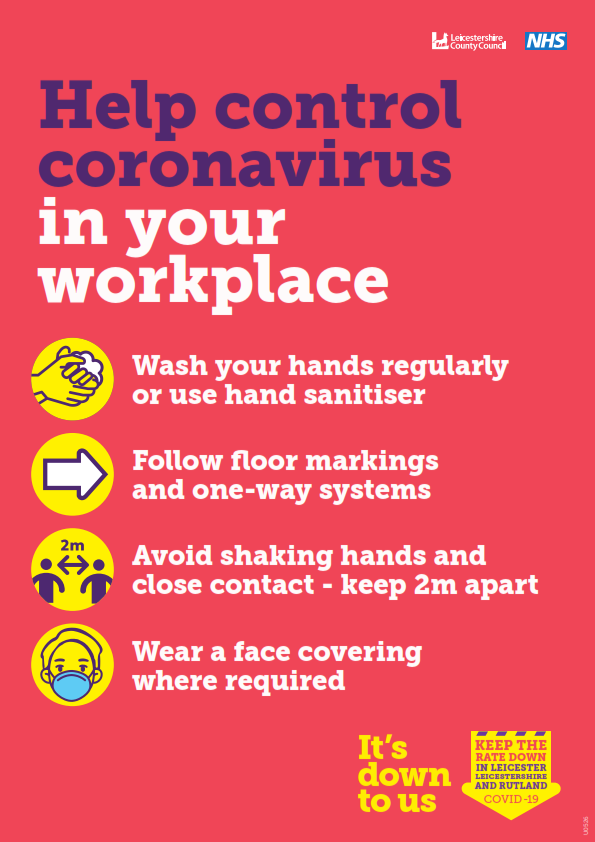 Leicestershire
County Council
NHS
Help control
coronavirus
in your
workplace
Wash your hands regularly
or use hand sanitiser
Follow floor markings
and one-way systems
2m
Avoid shaking hands and
close contact - keep 2m apart
Wear a face covering
where required
It's
down
to us
KEEP THE
RATE DOWN
IN LEICESTER
LEICESTERSHIRE
AND RUTLAND
COVID-19